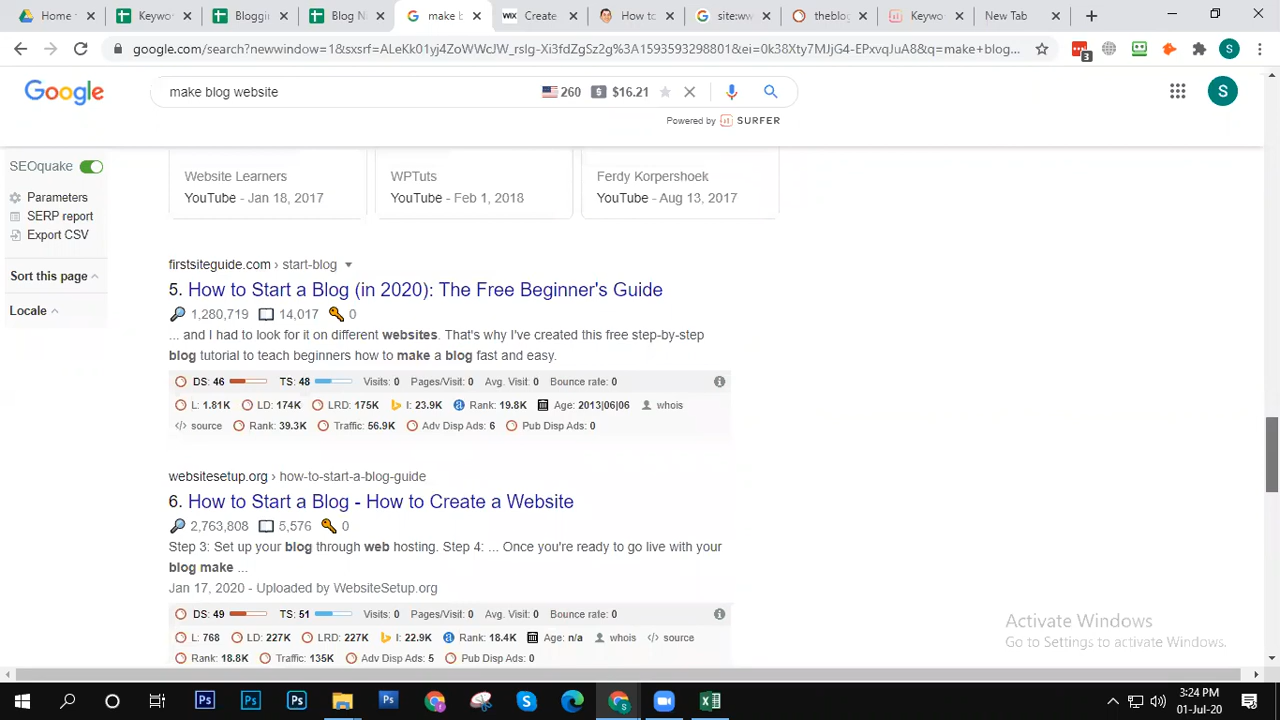 Home -
Keywo
Bloggin
Blog N
make b
WIX
Create
How to
site:ww
theblog
Keywo
New Tab
google.com/search?newwindow=1&sxsrf=ALeKk01yj4ZoWWcJW_rslg-Xi3fdZgSz2g%3A1593593298801&ei=0k38Xty7MJjG4-EPxvqJuA8&q=make+blog...
3
S
Google
make blog website
260
$16.21
S
Powered by SURFER
SEOquake
Parameters
SERP report
Export CSV
Sort this page
Locale
Website Learners
YouTube - Jan 18, 2017
WPTuts
YouTube - Feb 1, 2018
Ferdy Korpershoek
YouTube - Aug 13, 2017
firstsiteguide.com › start-blog
5. How to Start a Blog (in 2020): The Free Beginner's Guide
1,280,719 14,017 0
... and I had to look for it on different websites. That's why I've created this free step-by-step
blog tutorial to teach beginners how to make a blog fast and easy.
DS: 46 TS: 48 Visits: 0 Pages/Visit: 0 Avg. Visit: 0 Bounce rate: 0
L: 1.81K LD: 174K LRD: 175K I: 23.9K Rank: 19.8K Age: 2013|06|06 whois
</> source Rank: 39.3K Traffic: 56.9K Adv Disp Ads: 6 Pub Disp Ads: 0
websitesetup.org › how-to-start-a-blog-guide
6. How to Start a Blog - How to Create a Website
2,763,808 5,576 0
Step 3: Set up your blog through web hosting. Step 4: ... Once you're ready to go live with your
blog make ...
Jan 17, 2020 - Uploaded by WebsiteSetup.org
DS: 49 TS: 51 Visits: 0 Pages/Visit: 0 Avg. Visit: 0 Bounce rate: 0
L: 768 LD: 227K LRD: 227K I: 22.9K Rank: 18.4K Age: n/a whois </> source
Rank: 18.8K Traffic: 135K Adv Disp Ads: 5 Pub Disp Ads: 0
Activate Windows
Go to Settings to activate Windows.
3:24 PM
01-Jul-20